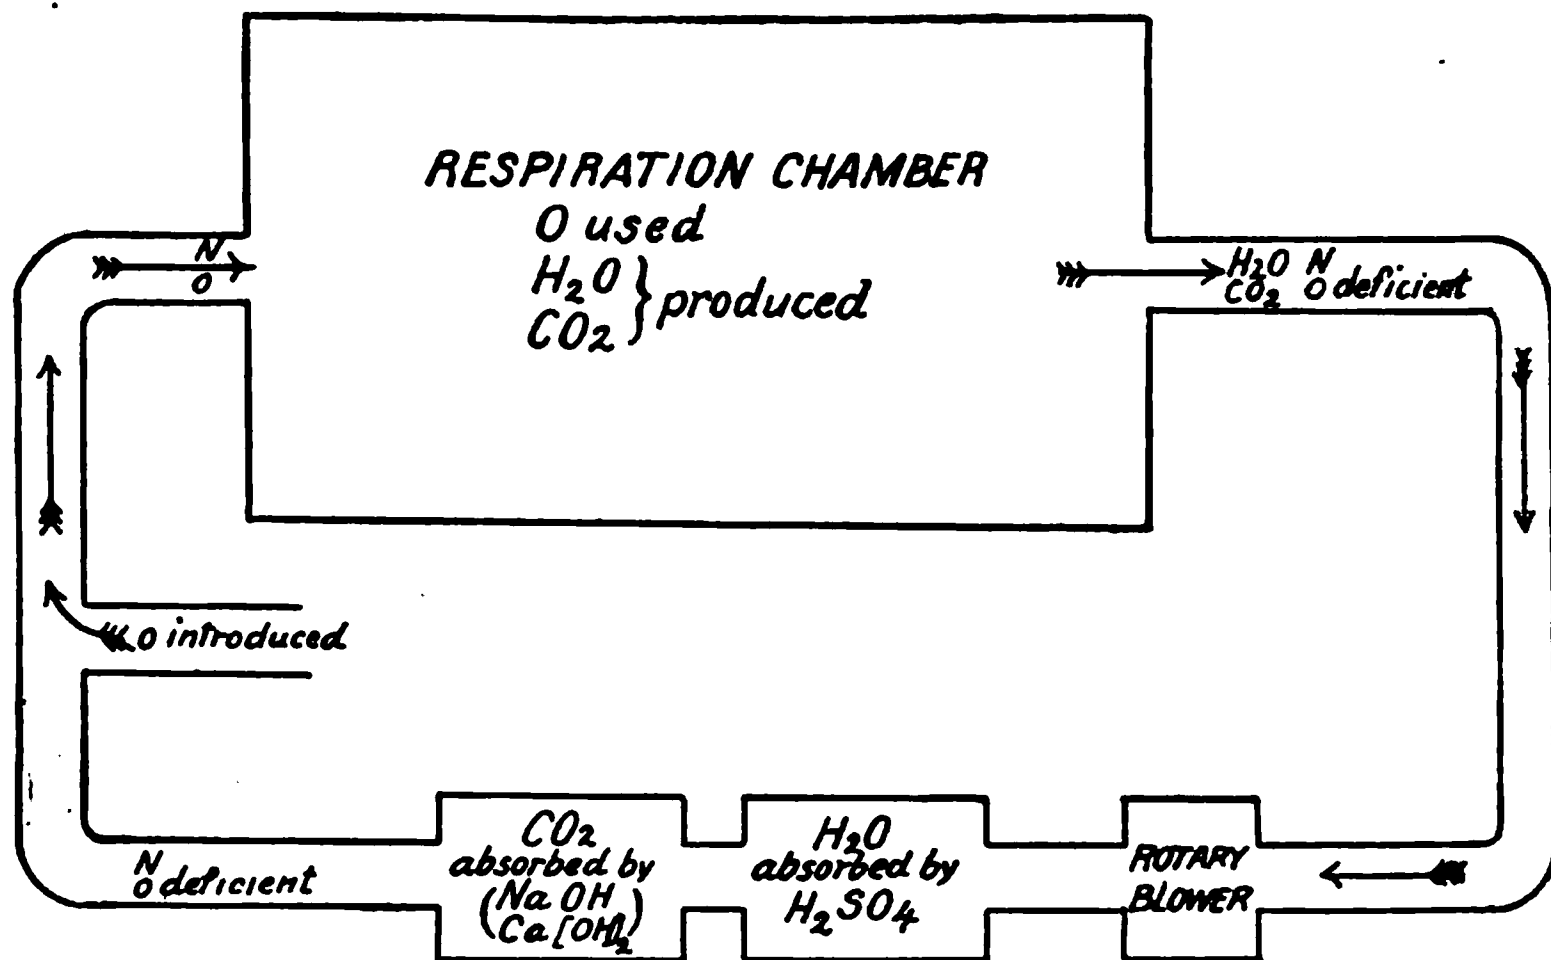 RESPIRATION CHAMBER
O used
H₂O
CO₂
} produced
N
O
H₂O N
CO₂ O deficient
O introduced
N
O deficient
CO₂
absorbed by
(NaOH
Ca[OH]₂)
H₂O
absorbed by
H₂SO₄
ROTARY
BLOWER